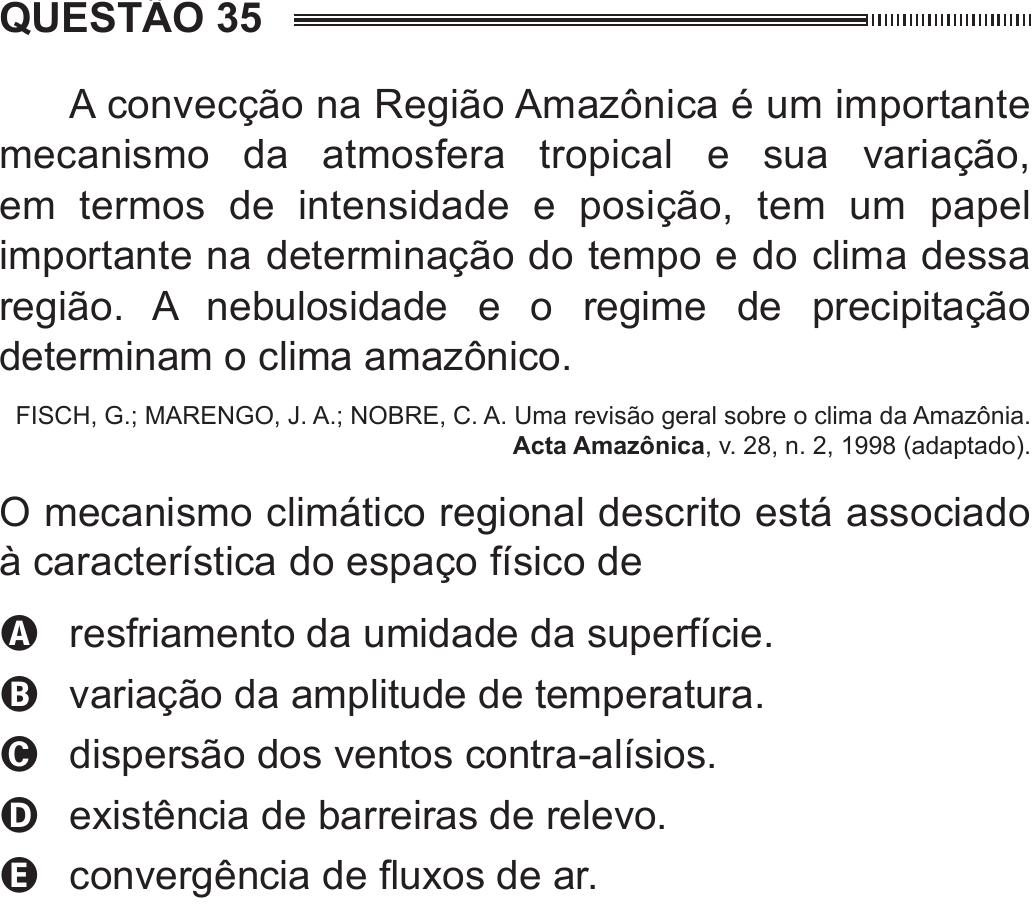 QUESTÃO 35
A convecção na Região Amazônica é um importante
mecanismo da atmosfera tropical e sua variação,
em termos de intensidade e posição, tem um papel
importante na determinação do tempo e do clima dessa
região. A nebulosidade e o regime de precipitação
determinam o clima amazônico.
FISCH, G.; MARENGO, J. A.; NOBRE, C. A. Uma revisão geral sobre o clima da Amazônia.
Acta Amazônica, v. 28, n. 2, 1998 (adaptado).
O mecanismo climático regional descrito está associado
à característica do espaço físico de
A resfriamento da umidade da superfície.
B variação da amplitude de temperatura.
C dispersão dos ventos contra-alísios.
D existência de barreiras de relevo.
E convergência de fluxos de ar.